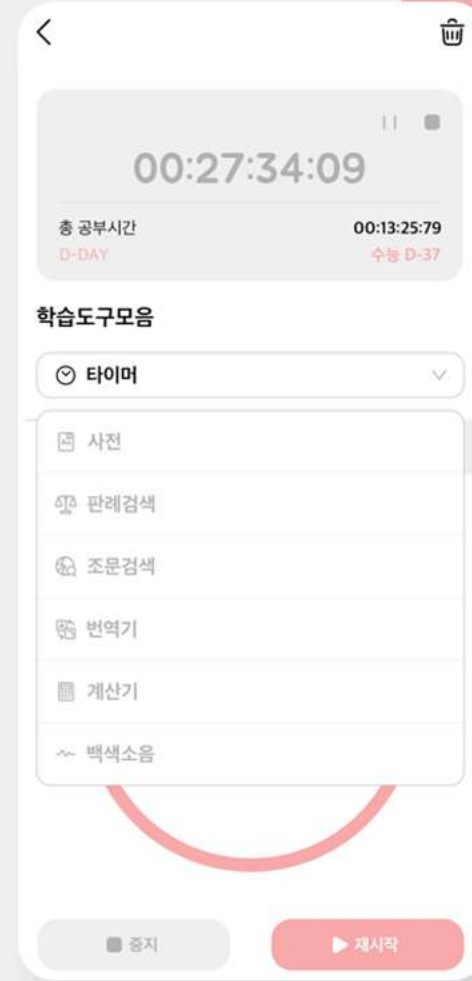 00:27:34:09
총 공부시간 00:13:25:79
D-DAY 수능 D-37
학습도구모음
타이머
사전
판례검색
조문검색
번역기
계산기
백색소음
중지 재시작